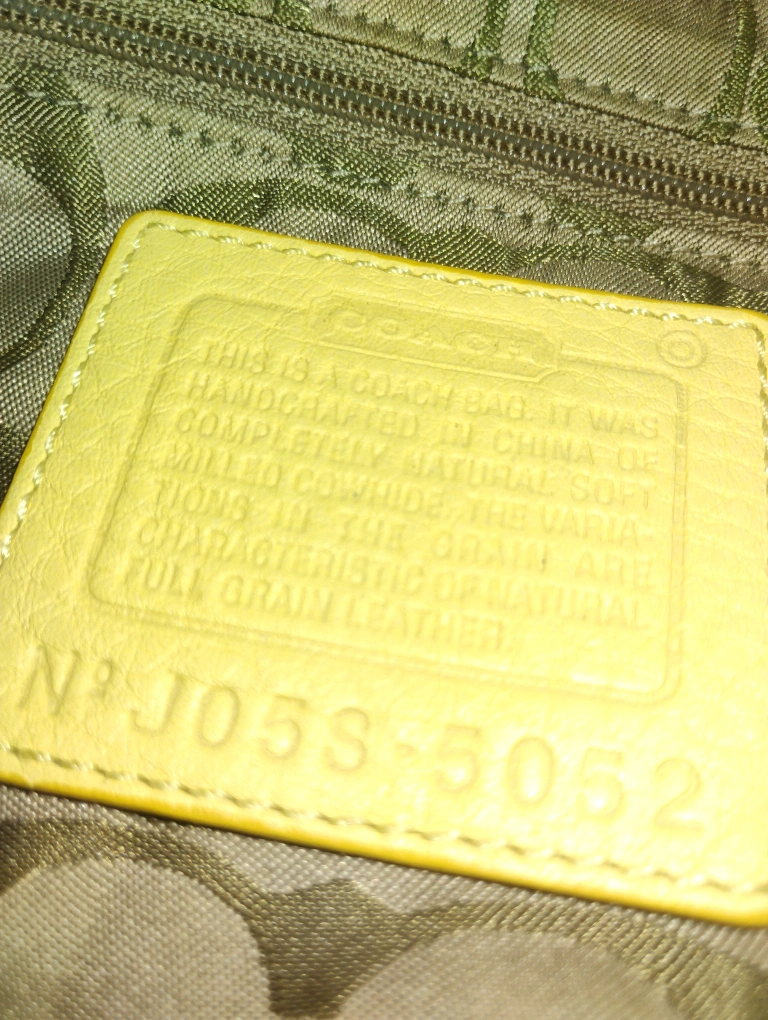 COACH
THIS IS A COACH BAG. IT WAS
HANDCRAFTED IN CHINA OF
COMPLETELY NATURAL SOFT
MILLED COWHIDE. THE VARIA-
TIONS IN THE GRAIN ARE
CHARACTERISTIC OF NATURAL
FULL GRAIN LEATHER.
Nº J05S-5052